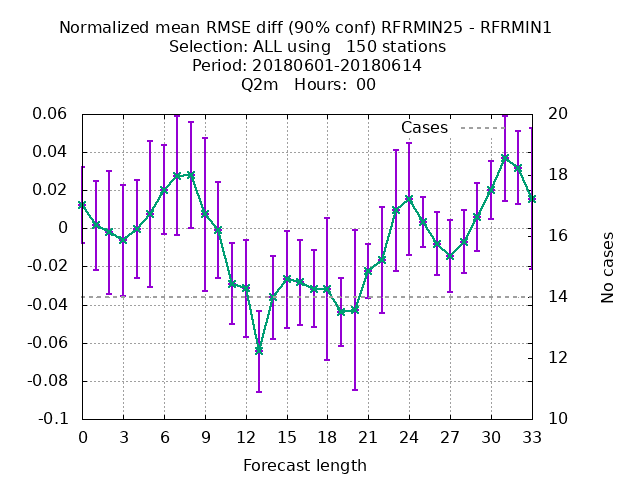 Normalized mean RMSE diff (90% conf) RFRMIN25 - RFRMIN1
Selection: ALL using   150 stations
Period: 20180601-20180614
Q2m   Hours:  00
0.06
0.04
0.02
0
-0.02
-0.04
-0.06
-0.08
-0.1
Cases
20
18
16
14
12
10
No cases
0 3 6 9 12 15 18 21 24 27 30 33
Forecast length